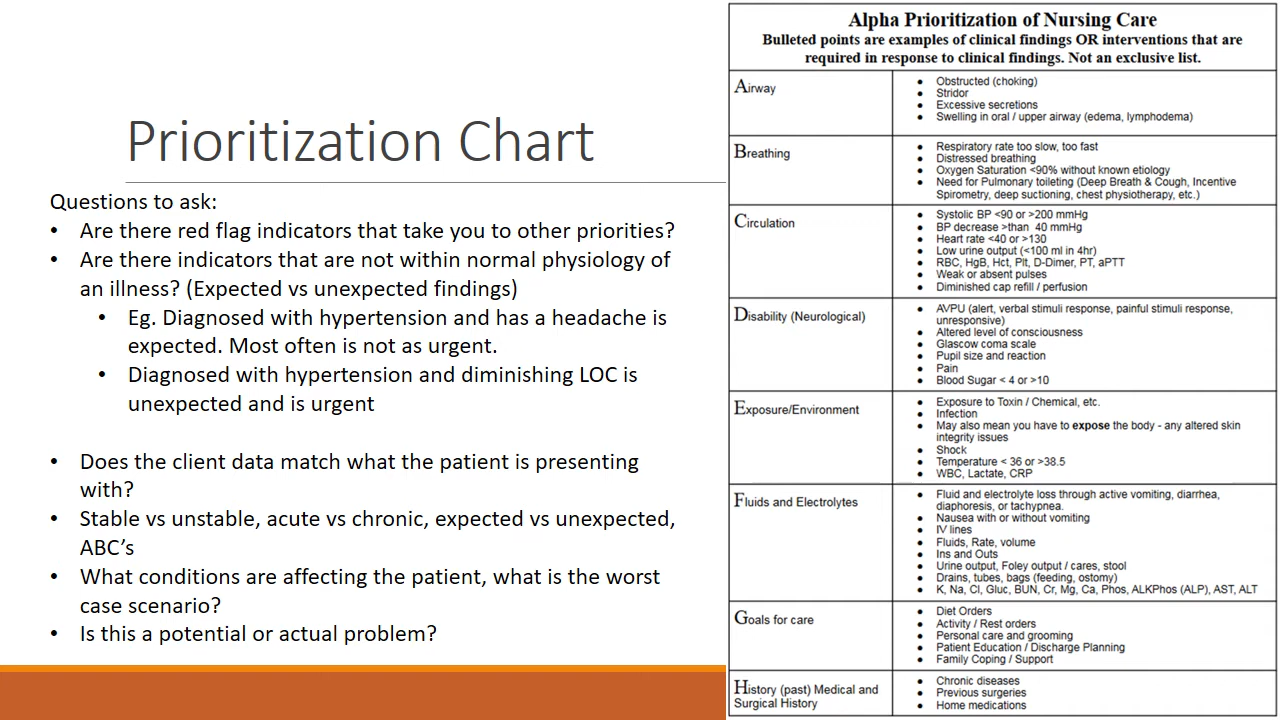 Prioritization Chart
Questions to ask:
• Are there red flag indicators that take you to other priorities?
• Are there indicators that are not within normal physiology of
an illness? (Expected vs unexpected findings)
• Eg. Diagnosed with hypertension and has a headache is
expected. Most often is not as urgent.
• Diagnosed with hypertension and diminishing LOC is
unexpected and is urgent
• Does the client data match what the patient is presenting
with?
• Stable vs unstable, acute vs chronic, expected vs unexpected,
ABC’s
• What conditions are affecting the patient, what is the worst
case scenario?
• Is this a potential or actual problem?
Alpha Prioritization of Nursing Care
Bulleted points are examples of clinical findings OR interventions that are
required in response to clinical findings. Not an exclusive list.
Airway
• Obstructed (choking)
• Stridor
• Excessive secretions
• Swelling in oral / upper airway (edema, lymphodema)
Breathing
• Respiratory rate too slow, too fast
• Distressed breathing
• Oxygen Saturation <90% without known etiology
• Need for Pulmonary toileting (Deep Breath & Cough, Incentive
Spirometry, deep suctioning, chest physiotherapy, etc.)
Circulation
• Systolic BP <90 or >200 mmHg
• BP decrease >than 40 mmHg
• Heart rate <40 or >130
• Low urine output (<100 ml in 4hr)
• RBC, HgB, Hct, Plt, D-Dimer, PT, aPTT
• Weak or absent pulses
• Diminished cap refill / perfusion
Disability (Neurological)
• AVPU (alert, verbal stimuli response, painful stimuli response,
unresponsive)
• Altered level of consciousness
• Glascow coma scale
• Pupil size and reaction
• Pain
• Blood Sugar < 4 or >10
Exposure/Environment
• Exposure to Toxin / Chemical, etc.
• Infection
• May also mean you have to expose the body - any altered skin
integrity issues
• Shock
• Temperature < 36 or >38.5
• WBC, Lactate, CRP
Fluids and Electrolytes
• Fluid and electrolyte loss through active vomiting, diarrhea,
diaphoresis, or tachypnea.
• Nausea with or without vomiting
• IV lines
• Fluids, Rate, volume
• Ins and Outs
• Urine output, Foley output / cares, stool
• Drains, tubes, bags (feeding, ostomy)
• K, Na, Cl, Gluc, BUN, Cr, Mg, Ca, Phos, ALKPhos (ALP), AST, ALT
Goals for care
• Diet Orders
• Activity / Rest orders
• Personal care and grooming
• Patient Education / Discharge Planning
• Family Coping / Support
History (past) Medical and
Surgical History
• Chronic diseases
• Previous surgeries
• Home medications